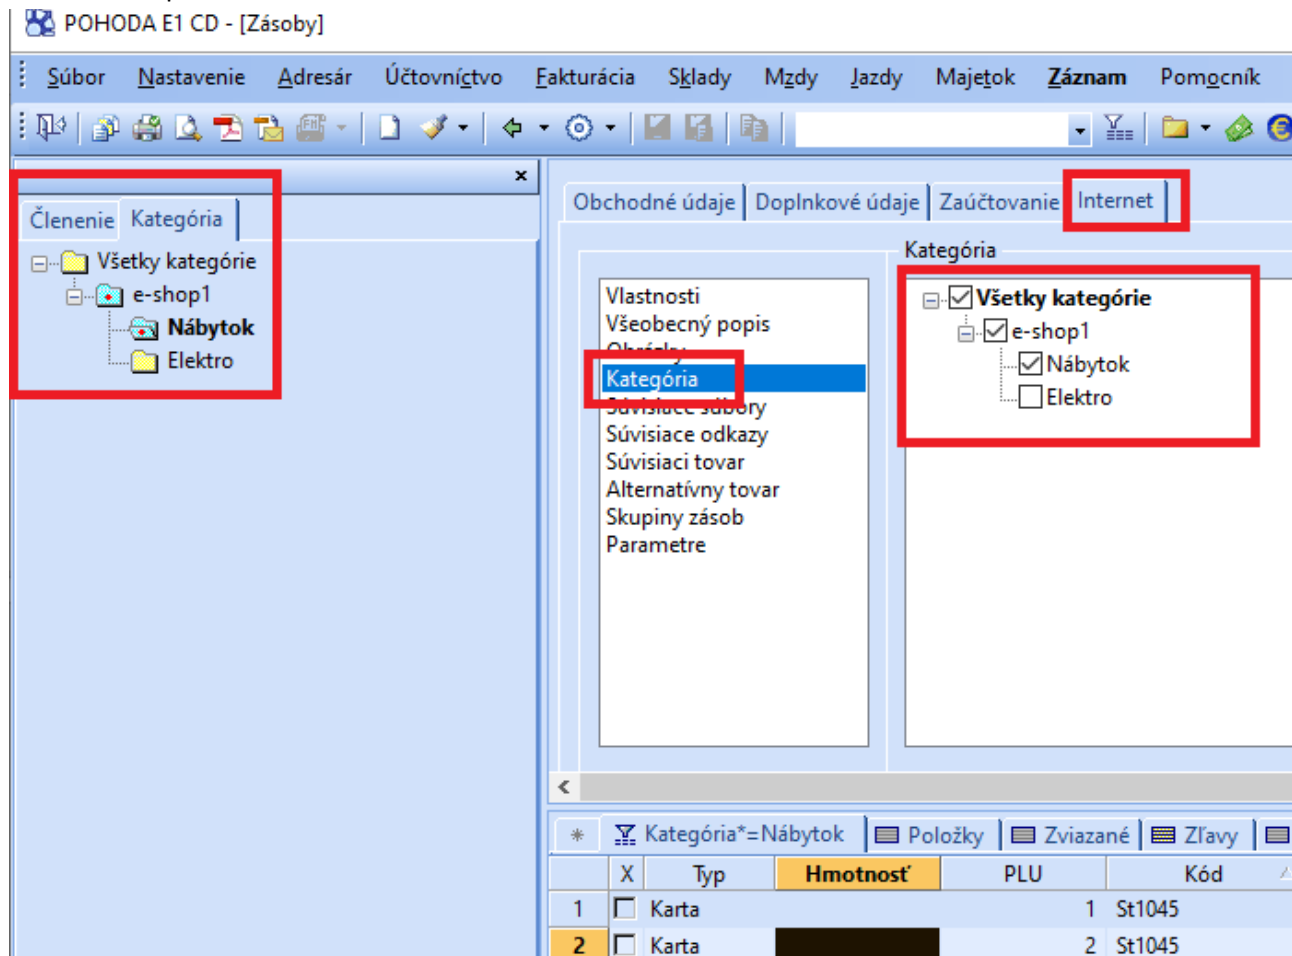 POHODA E1 CD - [Zásoby]
Súbor Nastavenie Adresár Účtovníctvo Fakturácia Sklady Mzdy Jazdy Majetok Záznam Pomocník
Členenie Kategória
Všetky kategórie
e-shop1
Nábytok
Elektro
Obchodné údaje Doplnkové údaje Zaúčtovanie Internet
Vlastnosti
Všeobecný popis
Obrázky
Kategória
Súvisiace súbory
Súvisiace odkazy
Súvisiaci tovar
Alternatívny tovar
Skupiny zásob
Parametre
Kategória
Všetky kategórie
e-shop1
Nábytok
Elektro
Kategória*=Nábytok Položky Zviazané Zľavy
X Typ Hmotnosť PLU Kód
1 Karta 1 St1045
2 Karta 2 St1045